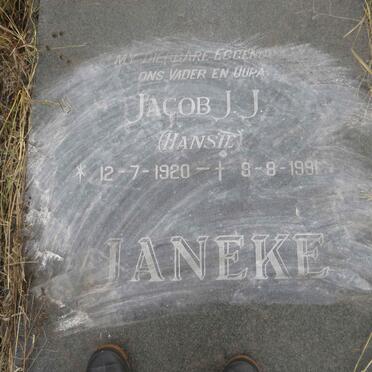 MY DIERBARE EGGENOOT
ONS VADER EN OUPA
JACOB J. J.
(HANSIE)
* 12-7-1920 – † 8-8-1991
JANEKE